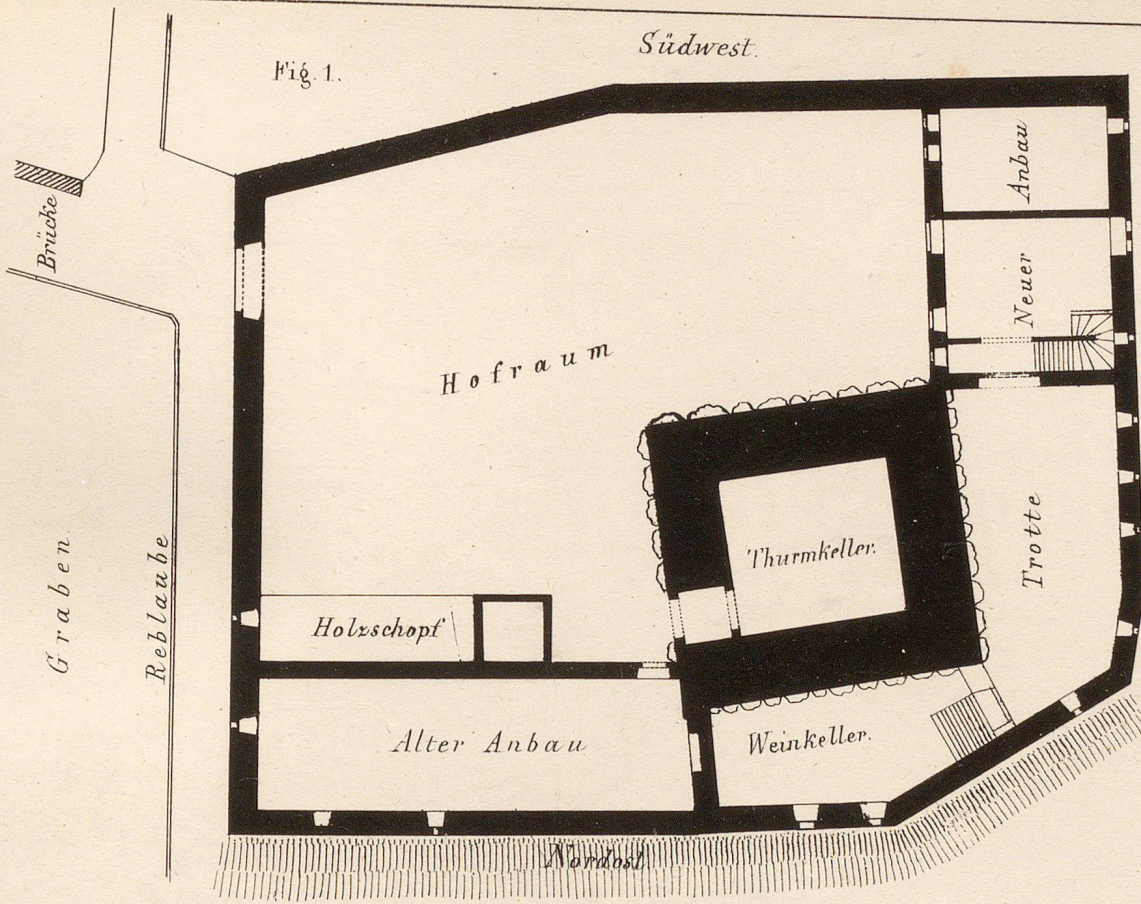 Südwest.
Fig. 1.
Anbau
Neuer
Brücke
Hofraum
Thurmkeller.
Trotte
Graben
Reblaube
Holzschopf
Alter Anbau
Weinkeller.
Nordost.